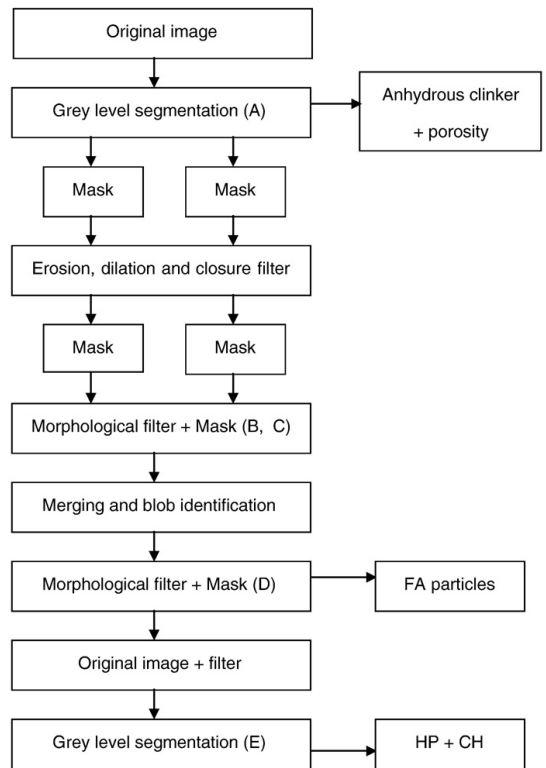 Original image
Grey level segmentation (A)
Anhydrous clinker
+ porosity
Mask
Mask
Erosion, dilation and closure filter
Mask
Mask
Morphological filter + Mask (B, C)
Merging and blob identification
Morphological filter + Mask (D)
FA particles
Original image + filter
Grey level segmentation (E)
HP + CH